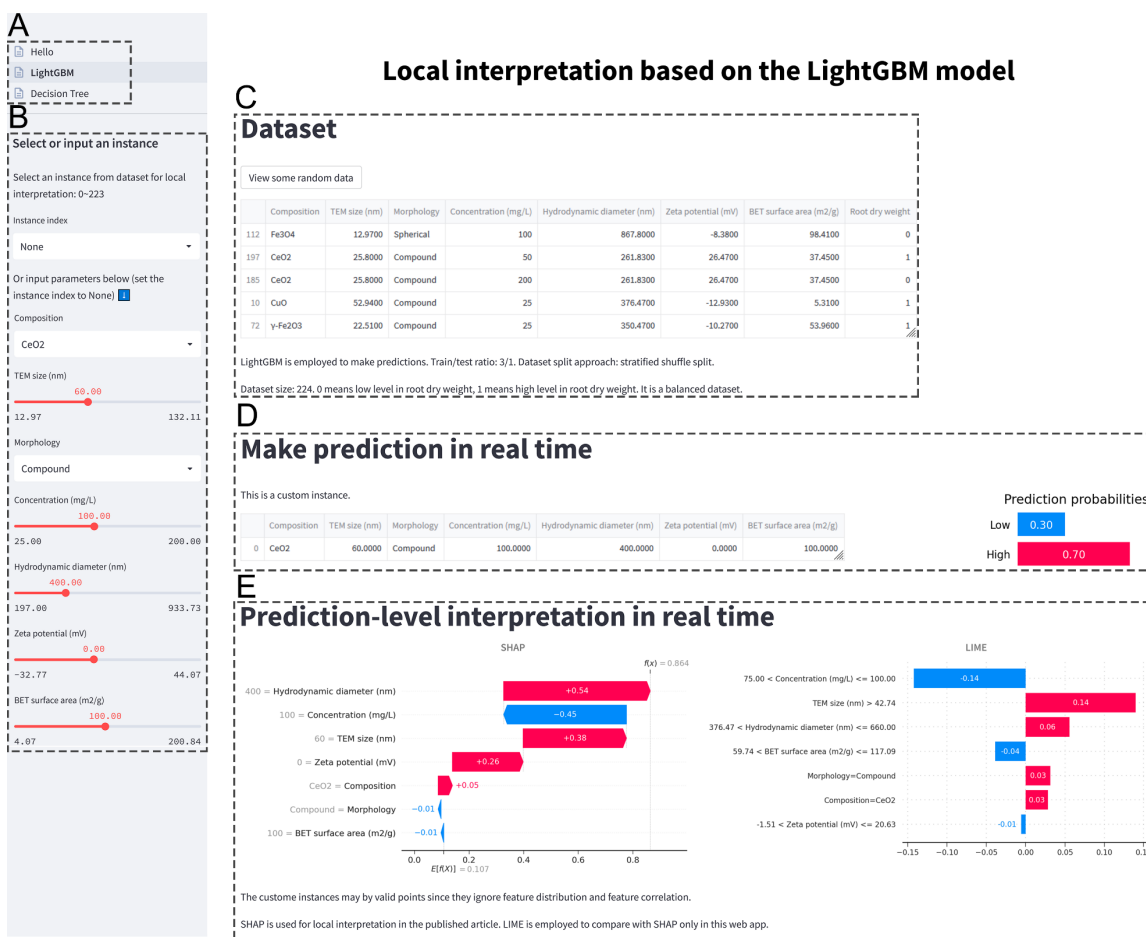 A
Hello
LightGBM
Decision Tree
B
Select or input an instance
Select an instance from dataset for local
interpretation: 0~223
Instance index
None
Or input parameters below (set the
instance index to None) ⬇
Composition
CeO2
TEM size (nm)
60.00
12.97 132.11
Morphology
Compound
Concentration (mg/L)
100.00
25.00 200.00
Hydrodynamic diameter (nm)
400.00
197.00 933.73
Zeta potential (mV)
0.00
-32.77 44.07
BET surface area (m2/g)
100.00
4.07 200.84
Local interpretation based on the LightGBM model
C
Dataset
View some random data
Composition TEM size (nm) Morphology Concentration (mg/L) Hydrodynamic diameter (nm) Zeta potential (mV) BET surface area (m2/g) Root dry weight
112 Fe3O4 12.9700 Spherical 100 867.8000 -8.3800 98.4100 0
197 CeO2 25.8000 Compound 50 261.8300 26.4700 37.4500 1
185 CeO2 25.8000 Compound 200 261.8300 26.4700 37.4500 0
10 CuO 52.9400 Compound 25 376.4700 -12.9300 5.3100 1
72 γ-Fe2O3 22.5100 Compound 25 350.4700 -10.2700 53.9600 1
LightGBM is employed to make predictions. Train/test ratio: 3/1. Dataset split approach: stratified shuffle split.
Dataset size: 224. 0 means low level in root dry weight, 1 means high level in root dry weight. It is a balanced dataset.
D
Make prediction in real time
This is a custom instance.
Composition TEM size (nm) Morphology Concentration (mg/L) Hydrodynamic diameter (nm) Zeta potential (mV) BET surface area (m2/g)
0 CeO2 60.0000 Compound 100.0000 400.0000 0.0000 100.0000
Prediction probabilities
Low 0.30
High 0.70
E
Prediction-level interpretation in real time
SHAP
f(x) = 0.864
400 = Hydrodynamic diameter (nm) +0.54
100 = Concentration (mg/L) −0.45
60 = TEM size (nm) +0.38
0 = Zeta potential (mV) +0.26
CeO2 = Composition +0.05
Compound = Morphology −0.01
100 = BET surface area (m2/g) −0.01
0.0 0.2 0.4 0.6 0.8
E[f(X)] = 0.107
LIME
75.00 < Concentration (mg/L) <= 100.00 -0.14
TEM size (nm) > 42.74 0.14
376.47 < Hydrodynamic diameter (nm) <= 660.00 0.06
59.74 < BET surface area (m2/g) <= 117.09 -0.04
Morphology=Compound 0.03
Composition=CeO2 0.03
-1.51 < Zeta potential (mV) <= 20.63 -0.01
−0.15 −0.10 −0.05 0.00 0.05 0.10
The custome instances may by valid points since they ignore feature distribution and feature correlation.
SHAP is used for local interpretation in the published article. LIME is employed to compare with SHAP only in this web app.